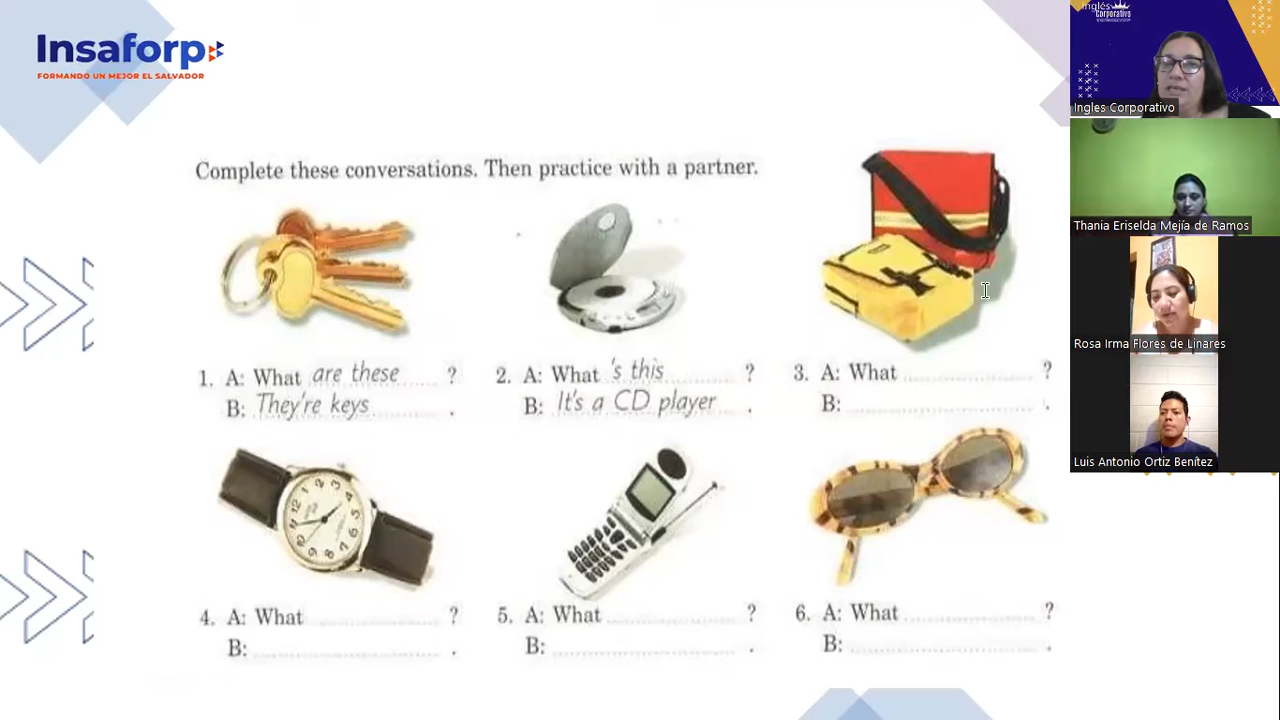 Insaforp
FORMANDO UN MEJOR EL SALVADOR
Complete these conversations. Then practice with a partner.
1. A: What are these ?
B: They're keys .
2. A: What 's this ?
B: It's a CD player .
3. A: What ?
B: .
4. A: What ?
B: .
5. A: What ?
B: .
6. A: What ?
B: .
Inglés
Corporativo
Ingles Corporativo
Thania Eriselda Mejía de Ramos
Rosa Irma Flores de Linares
Luis Antonio Ortiz Benítez